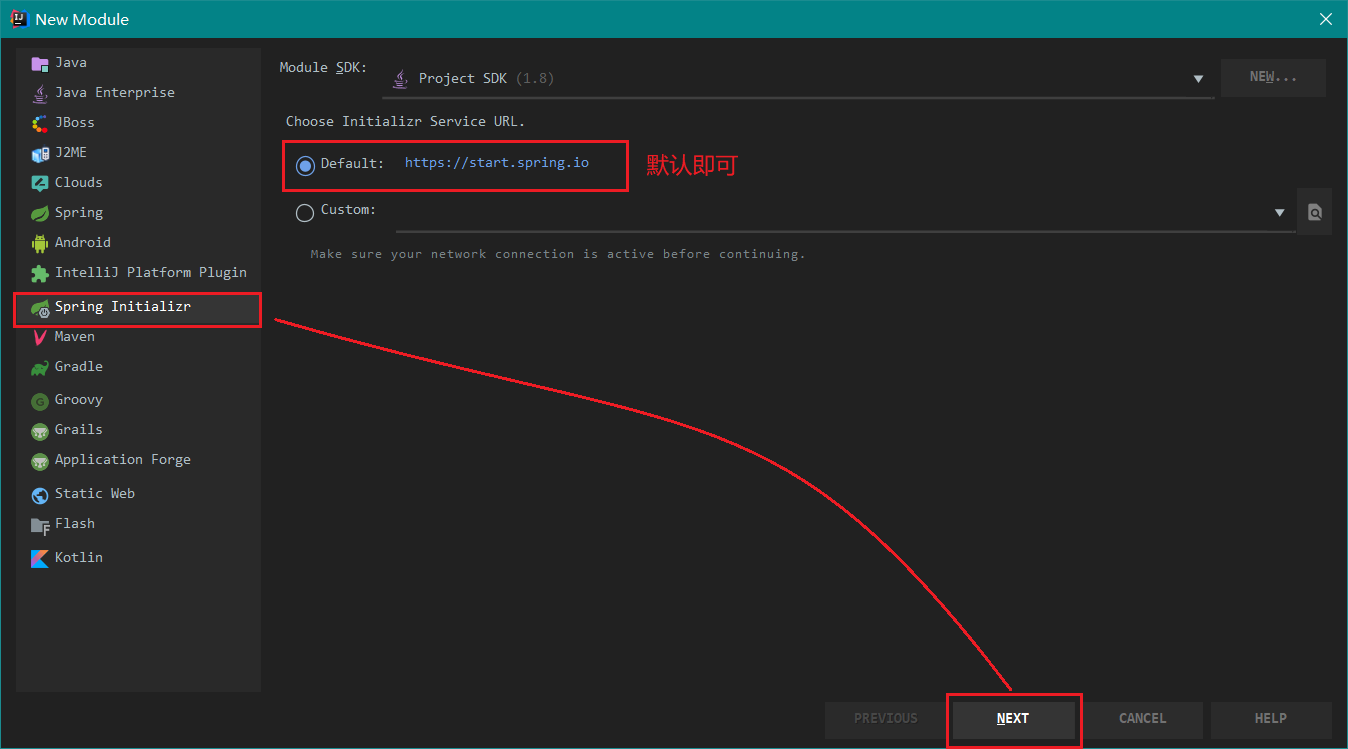 New Module
Java
Java Enterprise
JBoss
J2ME
Clouds
Spring
Android
IntelliJ Platform Plugin
Spring Initializr
Maven
Gradle
Groovy
Grails
Application Forge
Static Web
Flash
Kotlin
Module SDK:
Project SDK (1.8)
NEW...
Choose Initializr Service URL.
Default: https://start.spring.io
默认即可
Custom:
Make sure your network connection is active before continuing.
PREVIOUS
NEXT
CANCEL
HELP